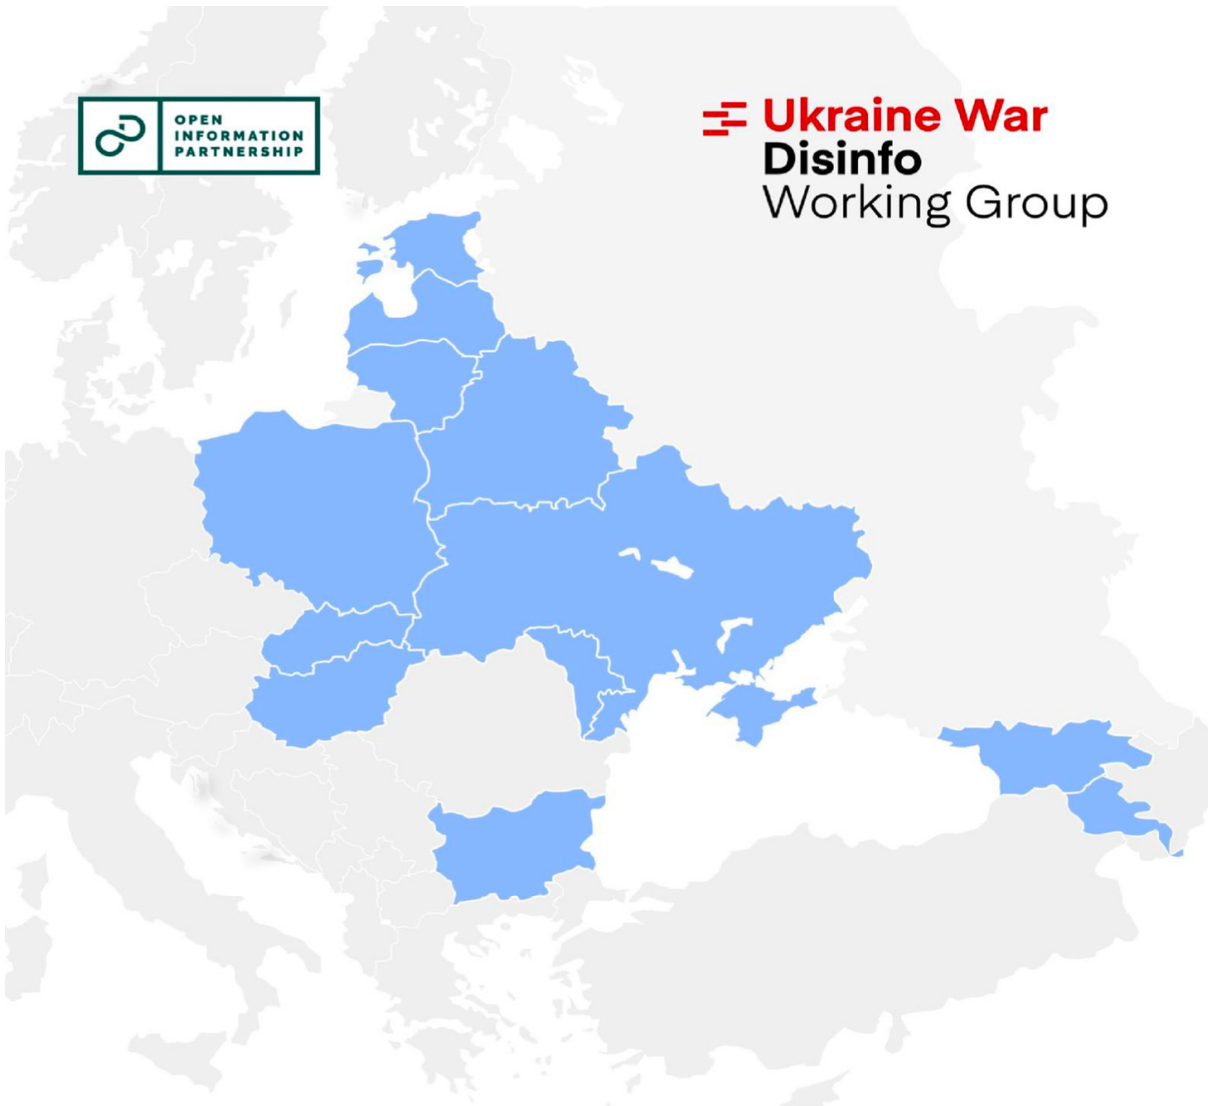 OPEN
INFORMATION
PARTNERSHIP
Ukraine War
Disinfo
Working Group